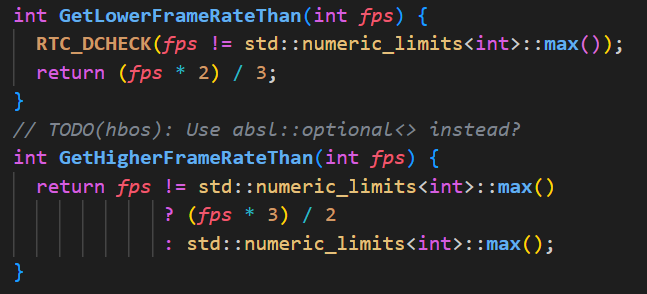 int GetLowerFrameRateThan(int fps) {
  RTC_DCHECK(fps != std::numeric_limits<int>::max());
  return (fps * 2) / 3;
}
// TODO(hbos): Use absl::optional<> instead?
int GetHigherFrameRateThan(int fps) {
  return fps != std::numeric_limits<int>::max()
             ? (fps * 3) / 2
             : std::numeric_limits<int>::max();
}